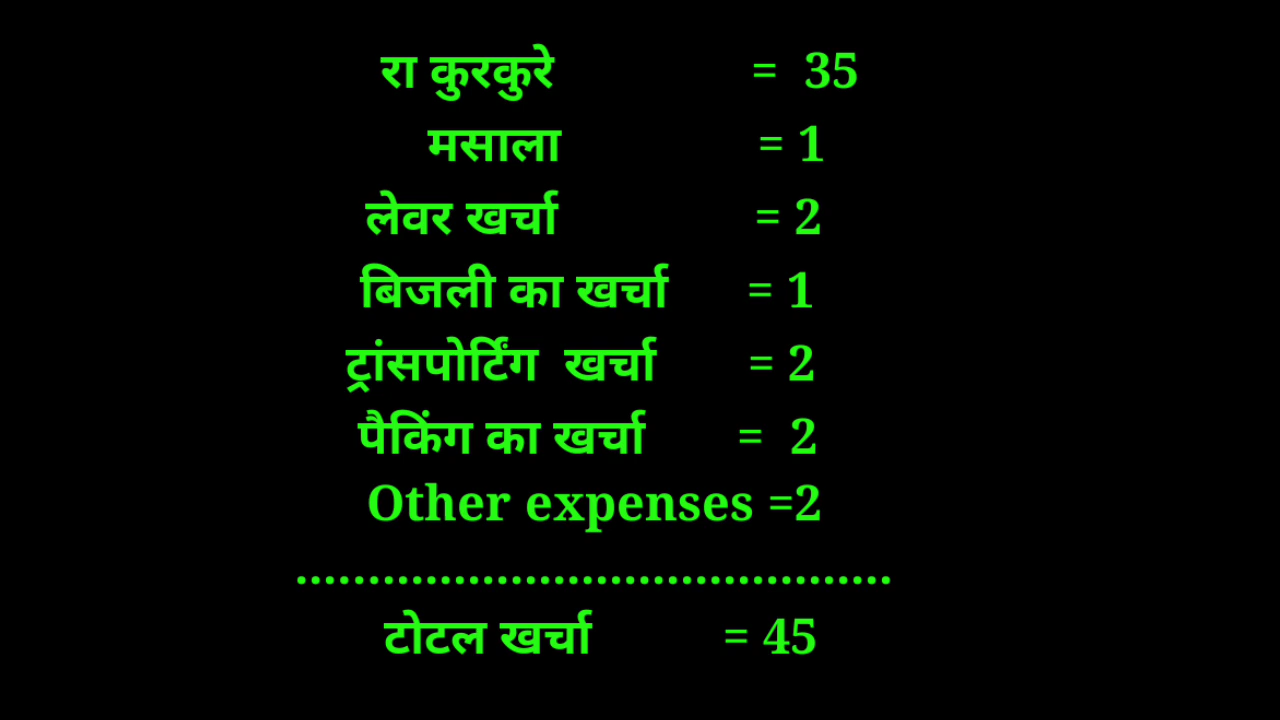 रा कुरकुरे = 35
मसाला = 1
लेवर खर्चा = 2
बिजली का खर्चा = 1
ट्रांसपोर्टिंग खर्चा = 2
पैकिंग का खर्चा = 2
Other expenses =2
..........................................
टोटल खर्चा = 45